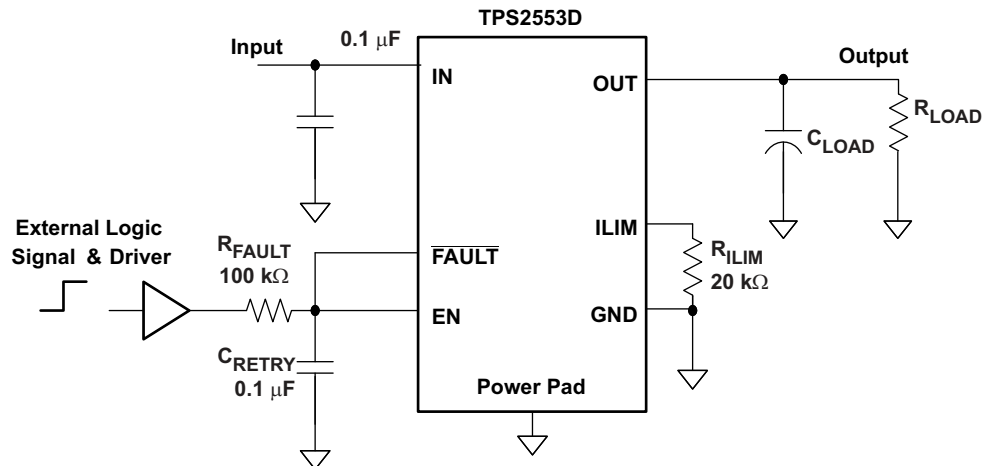 TPS2553D
Input
0.1 μF
IN
OUT
Output
R_LOAD
C_LOAD
External Logic
Signal & Driver
R_FAULT
100 kΩ
F̅A̅U̅L̅T̅
ILIM
R_ILIM
20 kΩ
EN
GND
C_RETRY
0.1 μF
Power Pad